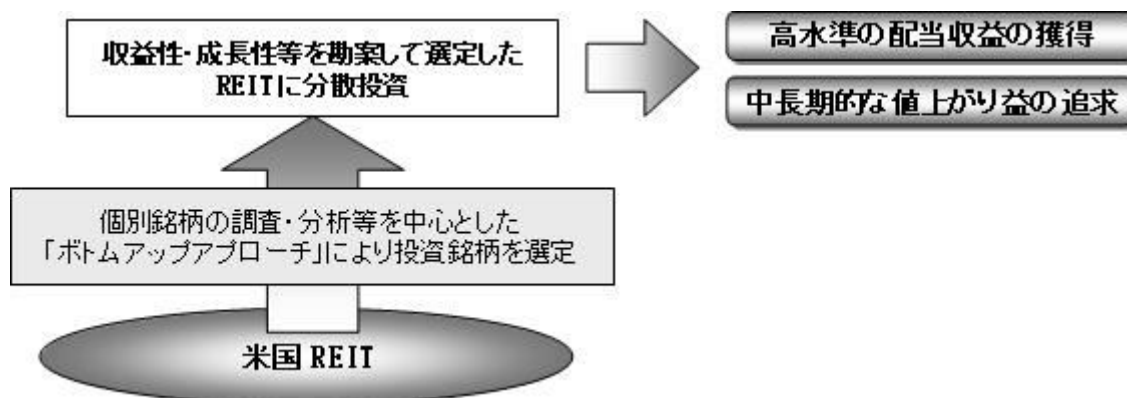 収益性・成長性等を勘案して選定した
REITに分散投資
高水準の配当収益の獲得
中長期的な値上がり益の追求
個別銘柄の調査・分析等を中心とした
「ボトムアップアプローチ」により投資銘柄を選定
米国 REIT